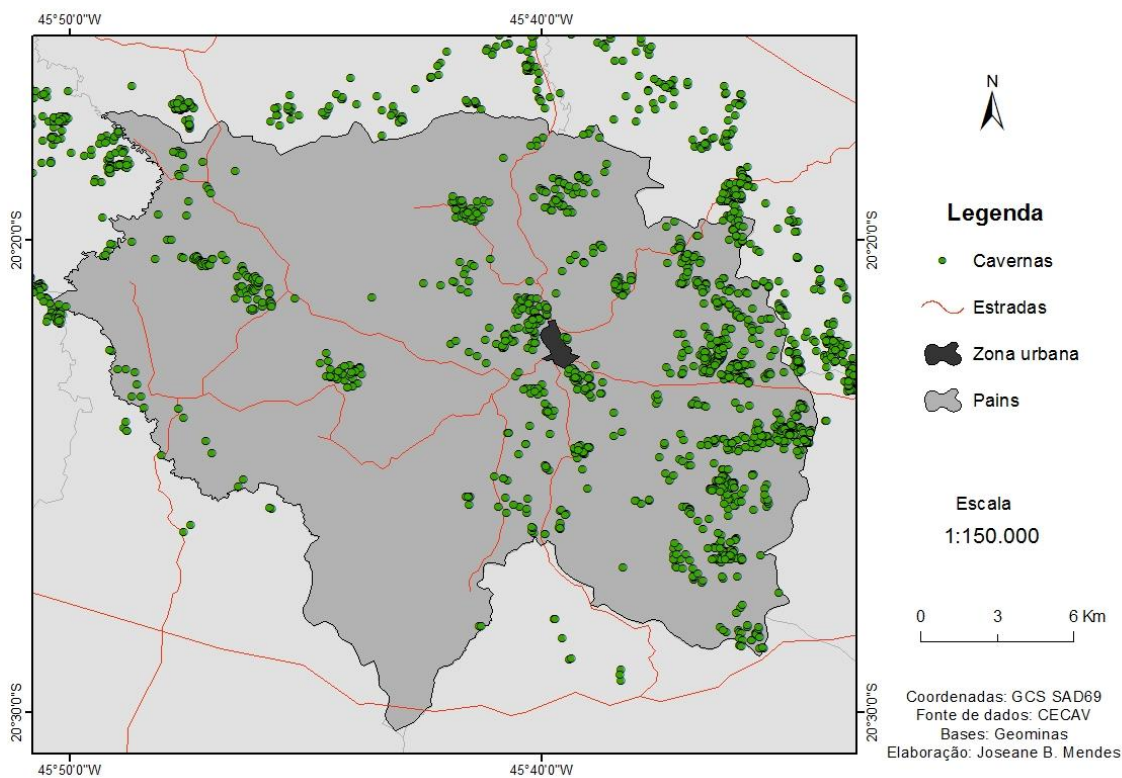 45°50'0"W
45°40'0"W
20°20'0"S
20°20'0"S
20°30'0"S
20°30'0"S
45°50'0"W
45°40'0"W
N
Legenda
Cavernas
Estradas
Zona urbana
Pains
Escala
1:150.000
0 3 6 Km
Coordenadas: GCS SAD69
Fonte de dados: CECAV
Bases: Geominas
Elaboração: Joseane B. Mendes